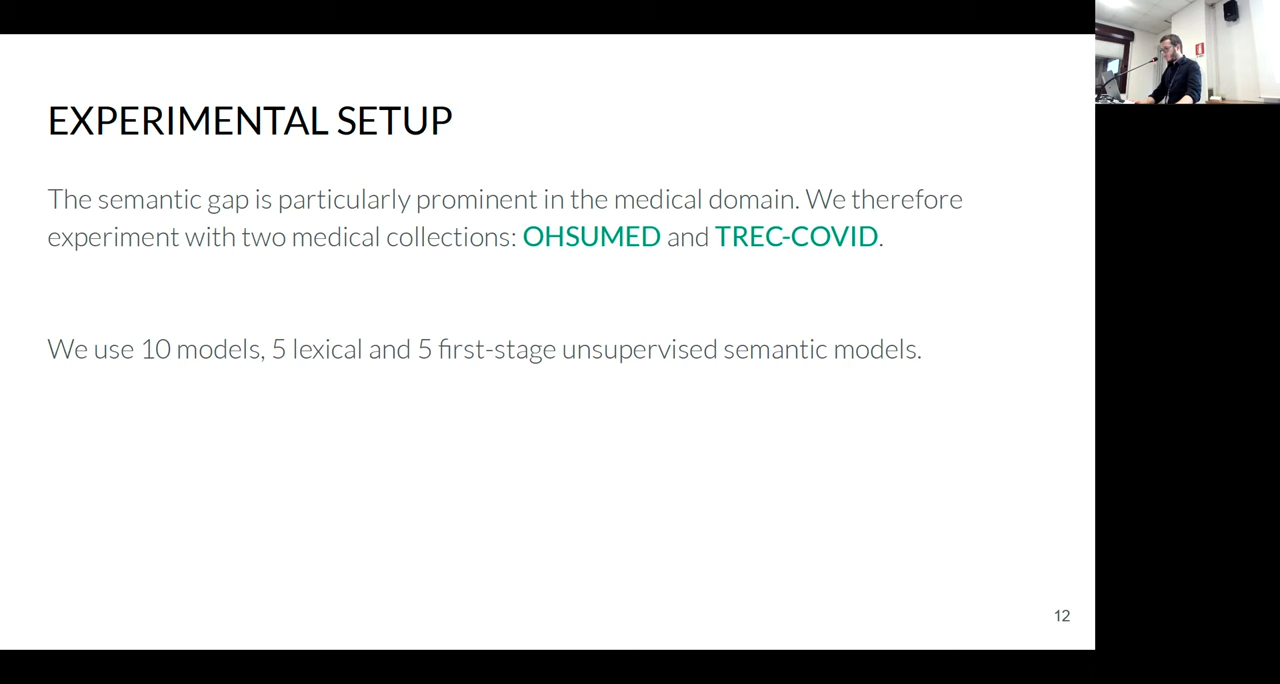 EXPERIMENTAL SETUP
The semantic gap is particularly prominent in the medical domain. We therefore
experiment with two medical collections: OHSUMED and TREC-COVID.
We use 10 models, 5 lexical and 5 first-stage unsupervised semantic models.
12